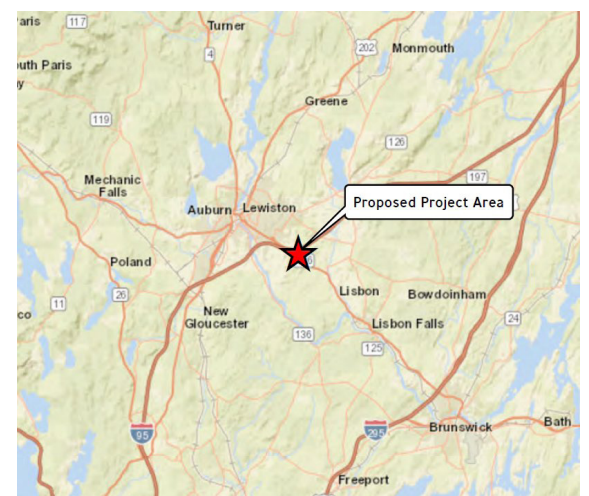 aris
117
Turner
4
202
Monmouth
uth Paris
y
Greene
119
126
Mechanic
Falls
197
Proposed Project Area
Auburn
Lewiston
Poland
Lisbon
Bowdoinham
26
11
co
New
Gloucester
Lisbon Falls
24
136
125
95
295
Brunswick
Bath
Freeport